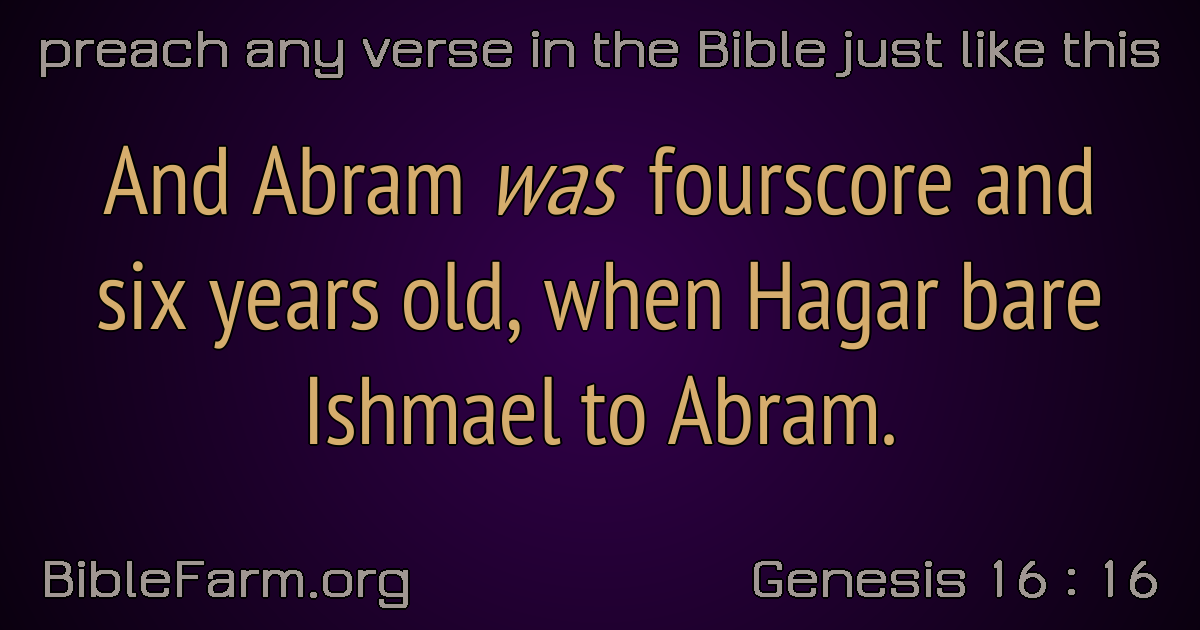 preach any verse in the Bible just like this
And Abram was fourscore and
six years old, when Hagar bare
Ishmael to Abram.
BibleFarm.org
Genesis 16 : 16